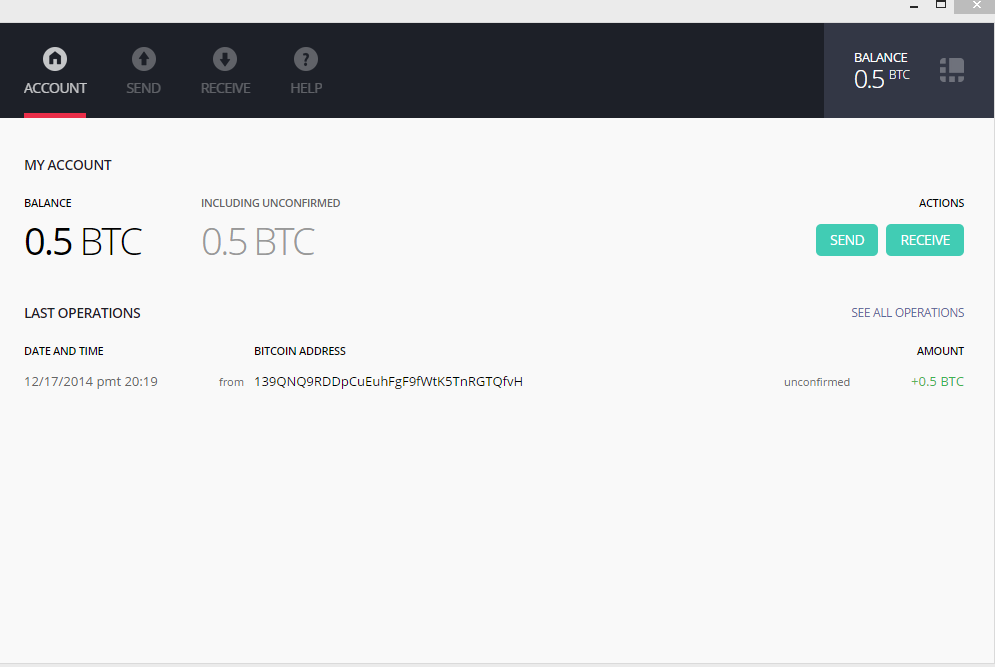 ACCOUNT SEND RECEIVE ? HELP
BALANCE
0.5 BTC
MY ACCOUNT
BALANCE INCLUDING UNCONFIRMED ACTIONS
0.5 BTC 0.5 BTC SEND RECEIVE
LAST OPERATIONS SEE ALL OPERATIONS
DATE AND TIME BITCOIN ADDRESS AMOUNT
12/17/2014 pmt 20:19 from 139QNQ9RDDpCuEuhFgF9fWtK5TnRGTQfvH unconfirmed +0.5 BTC